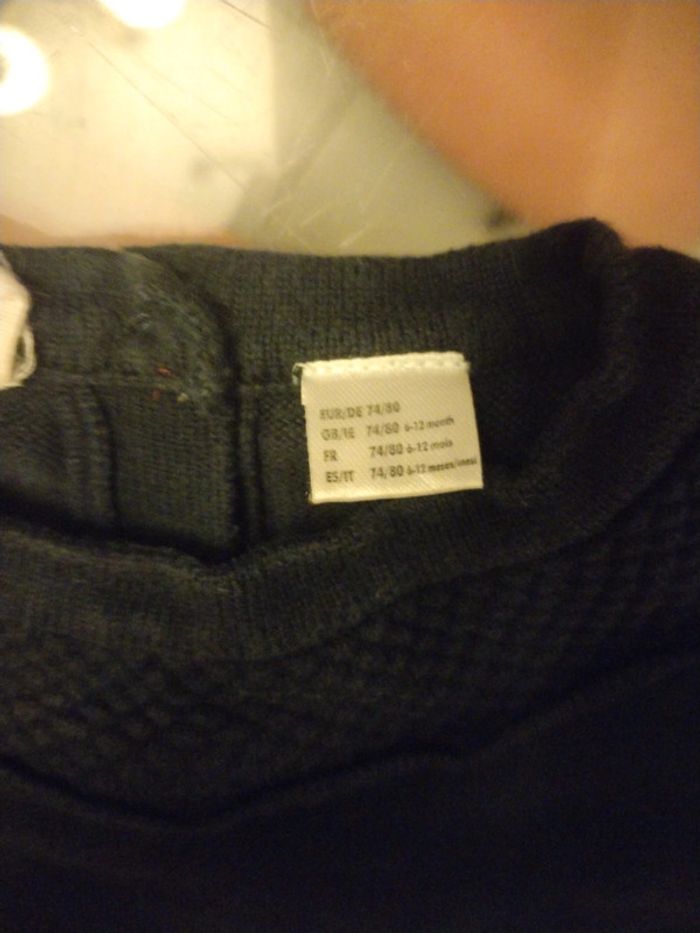 EUR/DE 74/80
GB/IE 74/80 6-12 month
FR 74/80 6-12 mois
ES/IT 74/80 6-12 meses/mesi